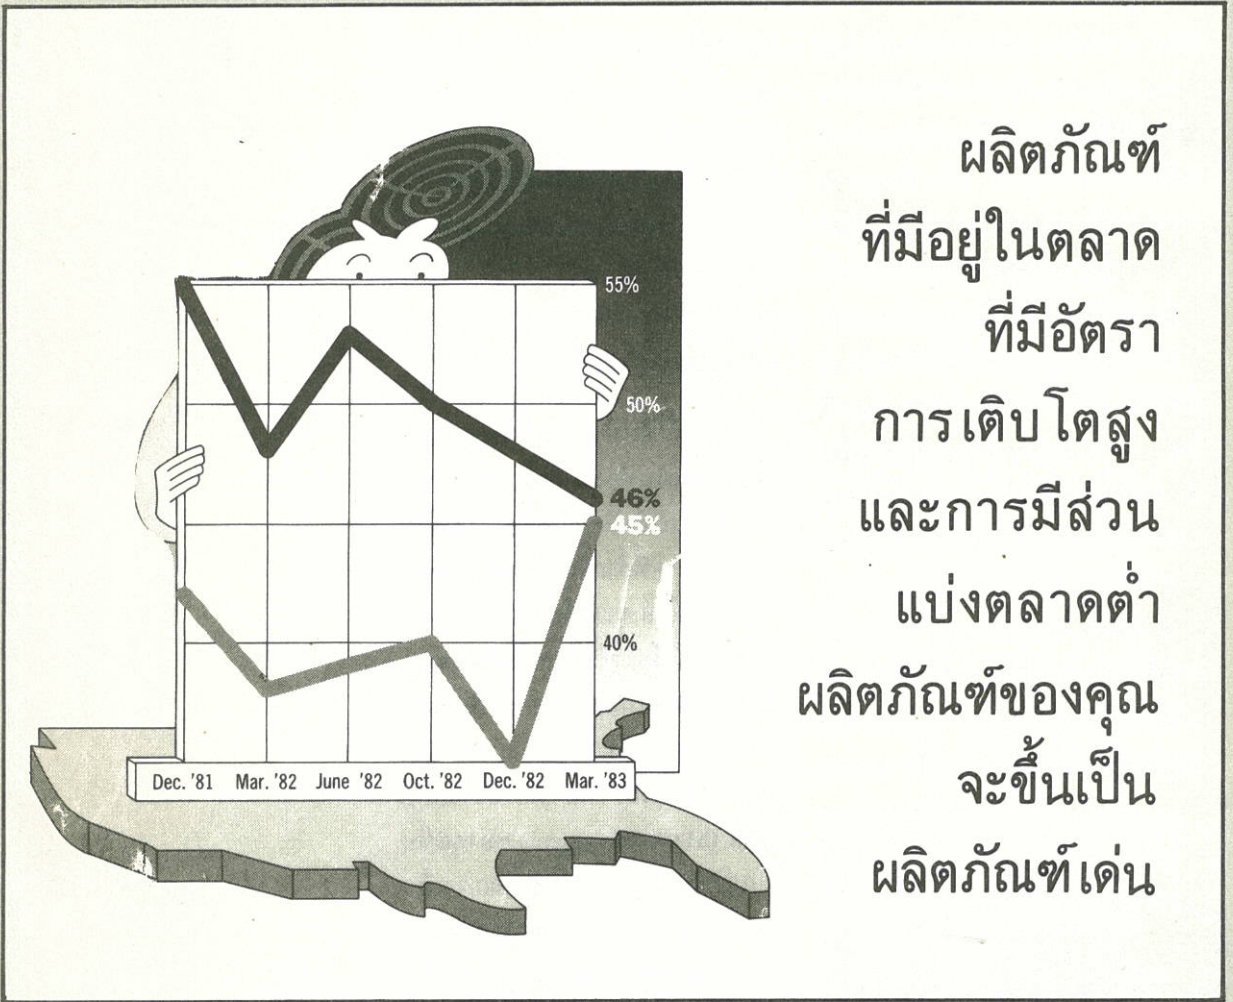 ผลิตภัณฑ์
ที่มีอยู่ในตลาด
ที่มีอัตรา
การเติบโตสูง
และการมีส่วน
แบ่งตลาดต่ำ
ผลิตภัณฑ์ของคุณ
จะขึ้นเป็น
ผลิตภัณฑ์เด่น
55%
50%
46%
45%
40%
Dec. '81 Mar. '82 June '82 Oct. '82 Dec. '82 Mar. '83